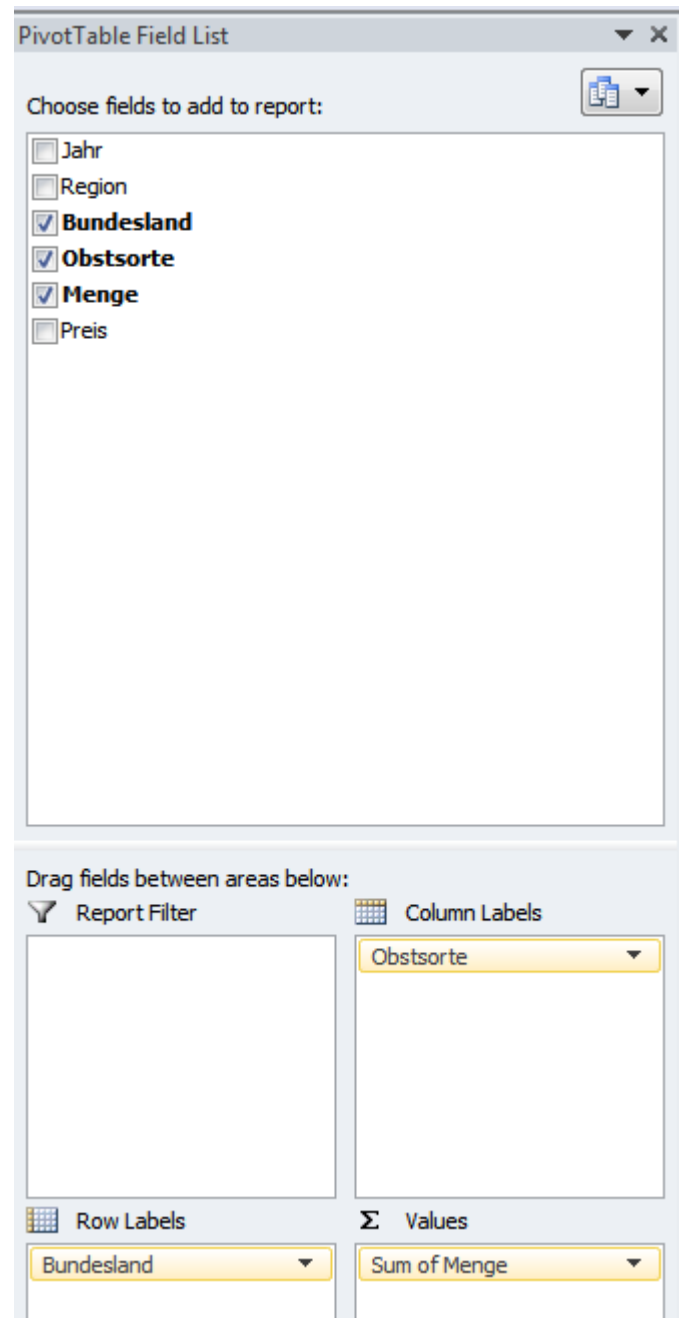 PivotTable Field List
Choose fields to add to report:
Jahr
Region
Bundesland
Obstsorte
Menge
Preis
Drag fields between areas below:
Report Filter
Column Labels
Obstsorte
Row Labels
Σ Values
Bundesland
Sum of Menge